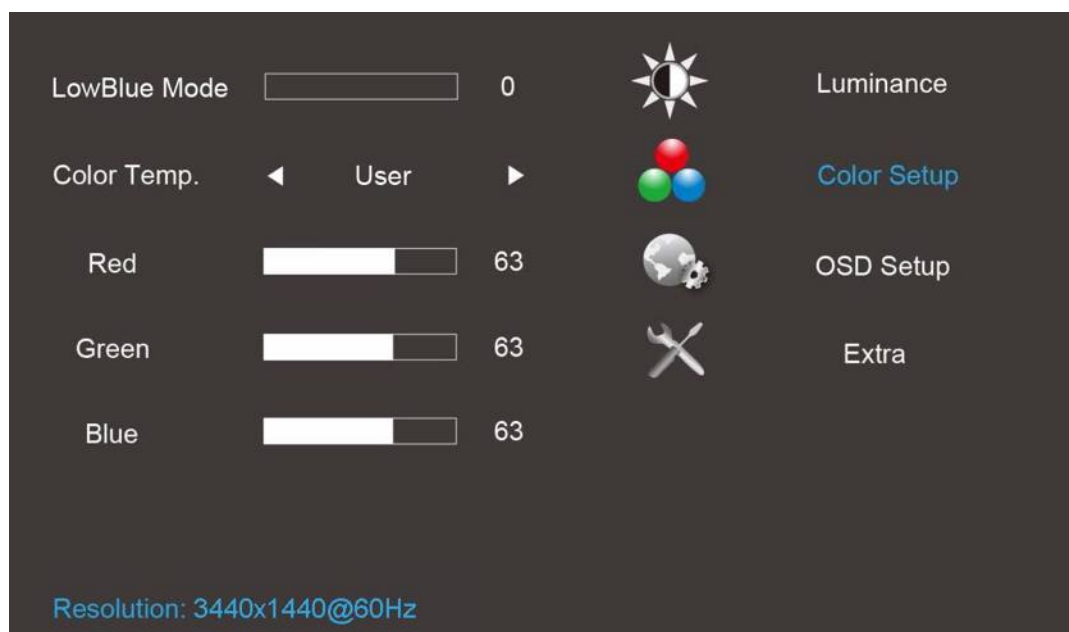 LowBlue Mode 0
Color Temp. User
Red 63
Green 63
Blue 63
Luminance
Color Setup
OSD Setup
Extra
Resolution: 3440x1440@60Hz